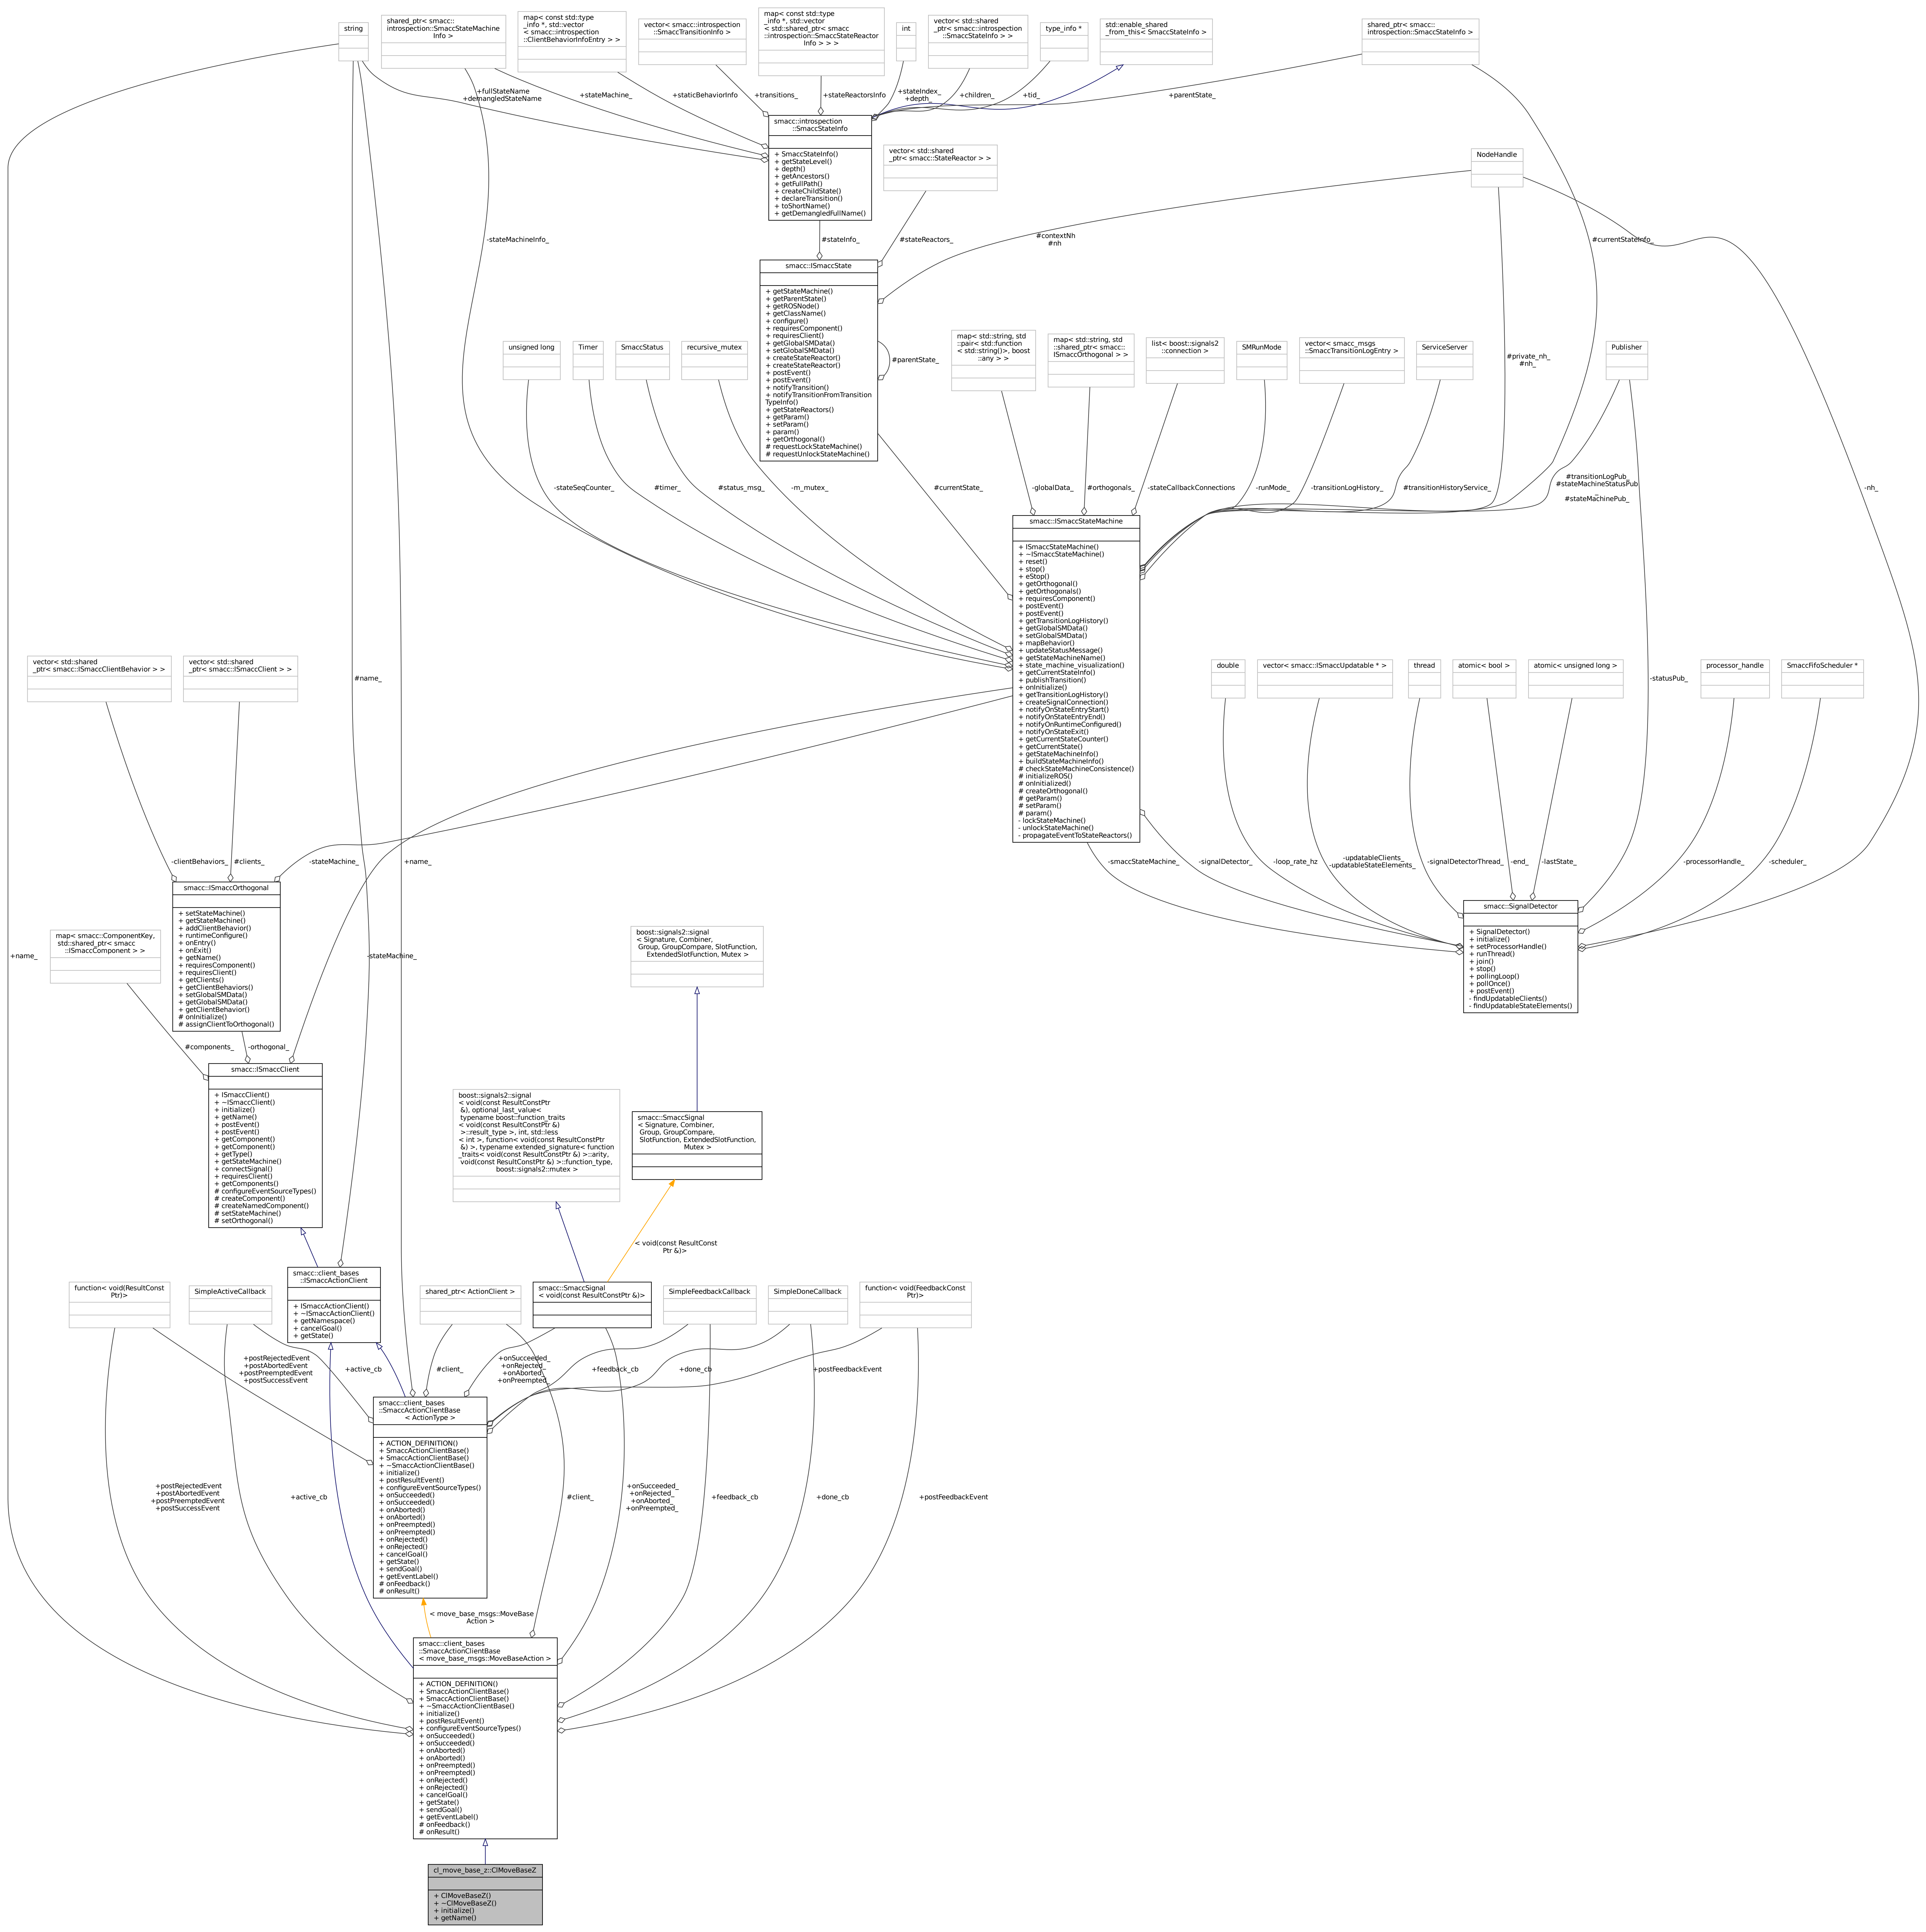 string
shared_ptr< smacc::
introspection::SmaccStateMachine
Info >
map< const std::type
_info *, std::vector
< smacc::introspection
::ClientBehaviorInfoEntry > >
vector< smacc::introspection
::SmaccTransitionInfo >
map< const std::type
_info *, std::vector
< std::shared_ptr< smacc
::introspection::SmaccStateReactor
Info > > >
int
vector< std::shared
_ptr< smacc::introspection
::SmaccStateInfo > >
type_info *
std::enable_shared
_from_this< SmaccStateInfo >
shared_ptr< smacc::
introspection::SmaccStateInfo >
+fullStateName
+demangledStateName
+stateMachine_
+staticBehaviorInfo
+transitions_
+stateReactorsInfo
+stateIndex_
+depth_
+children_
+tid_
+parentState_
smacc::introspection
::SmaccStateInfo
+ SmaccStateInfo()
+ getStateLevel()
+ depth()
+ getAncestors()
+ getFullPath()
+ createChildState()
+ declareTransition()
+ toShortName()
+ getDemangledFullName()
vector< std::shared
_ptr< smacc::StateReactor > >
NodeHandle
-stateMachineInfo_
#stateInfo_
#stateReactors_
#contextNh
#nh
#currentStateInfo_
smacc::ISmaccState
+ getStateMachine()
+ getParentState()
+ getROSNode()
+ getClassName()
+ configure()
+ requiresComponent()
+ requiresClient()
+ getGlobalSMData()
+ setGlobalSMData()
+ createStateReactor()
+ createStateReactor()
+ postEvent()
+ postEvent()
+ notifyTransition()
+ notifyTransitionFromTransition
TypeInfo()
+ getStateReactors()
+ getParam()
+ setParam()
+ param()
+ getOrthogonal()
# requestLockStateMachine()
# requestUnlockStateMachine()
#parentState_
unsigned long
Timer
SmaccStatus
recursive_mutex
map< std::string, std
::pair< std::function
< std::string()>, boost
::any > >
map< std::string, std
::shared_ptr< smacc::
ISmaccOrthogonal > >
list< boost::signals2
::connection >
SMRunMode
vector< smacc_msgs
::SmaccTransitionLogEntry >
ServiceServer
#private_nh_
#nh_
Publisher
-stateSeqCounter_
#timer_
#status_msg_
-m_mutex_
#currentState_
-globalData_
#orthogonals_
-stateCallbackConnections
-runMode_
-transitionLogHistory_
#transitionHistoryService_
#transitionLogPub_
#stateMachineStatusPub
_
#stateMachinePub_
-nh_
smacc::ISmaccStateMachine
+ ISmaccStateMachine()
+ ~ISmaccStateMachine()
+ reset()
+ stop()
+ eStop()
+ getOrthogonal()
+ getOrthogonals()
+ requiresComponent()
+ postEvent()
+ postEvent()
+ getTransitionLogHistory()
+ getGlobalSMData()
+ setGlobalSMData()
+ mapBehavior()
+ updateStatusMessage()
+ getStateMachineName()
+ state_machine_visualization()
+ getCurrentStateInfo()
+ publishTransition()
+ onInitialize()
+ getTransitionLogHistory()
+ createSignalConnection()
+ notifyOnStateEntryStart()
+ notifyOnStateEntryEnd()
+ notifyOnRuntimeConfigured()
+ notifyOnStateExit()
+ getCurrentStateCounter()
+ getCurrentState()
+ getStateMachineInfo()
+ buildStateMachineInfo()
# checkStateMachineConsistence()
# initializeROS()
# onInitialized()
# createOrthogonal()
# getParam()
# setParam()
# param()
- lockStateMachine()
- unlockStateMachine()
- propagateEventToStateReactors()
vector< std::shared
_ptr< smacc::ISmaccClientBehavior > >
vector< std::shared
_ptr< smacc::ISmaccClient > >
#name_
double
vector< smacc::ISmaccUpdatable * >
thread
atomic< bool >
atomic< unsigned long >
-statusPub_
processor_handle
SmaccFifoScheduler *
-clientBehaviors_
#clients_
-stateMachine_
+name_
-smaccStateMachine_
-signalDetector_
-loop_rate_hz
-updatableClients_
-updatableStateElements_
-signalDetectorThread_
-end_
-lastState_
-processorHandle_
-scheduler_
smacc::ISmaccOrthogonal
+ setStateMachine()
+ getStateMachine()
+ addClientBehavior()
+ runtimeConfigure()
+ onEntry()
+ onExit()
+ getName()
+ requiresComponent()
+ requiresClient()
+ getClients()
+ getClientBehaviors()
+ setGlobalSMData()
+ getGlobalSMData()
+ getClientBehavior()
# onInitialize()
# assignClientToOrthogonal()
smacc::SignalDetector
+ SignalDetector()
+ initialize()
+ setProcessorHandle()
+ runThread()
+ join()
+ stop()
+ pollingLoop()
+ pollOnce()
+ postEvent()
- findUpdatableClients()
- findUpdatableStateElements()
map< smacc::ComponentKey,
std::shared_ptr< smacc
::ISmaccComponent > >
+name_
-stateMachine_
boost::signals2::signal
< Signature, Combiner,
Group, GroupCompare, SlotFunction,
ExtendedSlotFunction, Mutex >
#components_
-orthogonal_
smacc::ISmaccClient
+ ISmaccClient()
+ ~ISmaccClient()
+ initialize()
+ getName()
+ postEvent()
+ postEvent()
+ getComponent()
+ getComponent()
+ getType()
+ getStateMachine()
+ connectSignal()
+ requiresClient()
+ getComponents()
# configureEventSourceTypes()
# createComponent()
# createNamedComponent()
# setStateMachine()
# setOrthogonal()
boost::signals2::signal
< void(const ResultConstPtr
&), optional_last_value<
typename boost::function_traits
< void(const ResultConstPtr &)
>::result_type >, int, std::less
< int >, function< void(const ResultConstPtr
&) >, typename extended_signature< function
_traits< void(const ResultConstPtr &) >::arity,
void(const ResultConstPtr &) >::function_type,
boost::signals2::mutex >
smacc::SmaccSignal
< Signature, Combiner,
Group, GroupCompare,
SlotFunction, ExtendedSlotFunction,
Mutex >
< void(const ResultConst
Ptr &)>
function< void(ResultConst
Ptr)>
SimpleActiveCallback
smacc::client_bases
::ISmaccActionClient
+ ISmaccActionClient()
+ ~ISmaccActionClient()
+ getNamespace()
+ cancelGoal()
+ getState()
shared_ptr< ActionClient >
smacc::SmaccSignal
< void(const ResultConstPtr &)>
SimpleFeedbackCallback
SimpleDoneCallback
function< void(FeedbackConst
Ptr)>
+postRejectedEvent
+postAbortedEvent
+postPreemptedEvent
+postSuccessEvent
+active_cb
#client_
+onSucceeded_
+onRejected_
+onAborted_
+onPreempted_
+feedback_cb
+done_cb
+postFeedbackEvent
smacc::client_bases
::SmaccActionClientBase
< ActionType >
+ ACTION_DEFINITION()
+ SmaccActionClientBase()
+ SmaccActionClientBase()
+ ~SmaccActionClientBase()
+ initialize()
+ postResultEvent()
+ configureEventSourceTypes()
+ onSucceeded()
+ onSucceeded()
+ onAborted()
+ onAborted()
+ onPreempted()
+ onPreempted()
+ onRejected()
+ onRejected()
+ cancelGoal()
+ getState()
+ sendGoal()
+ getEventLabel()
# onFeedback()
# onResult()
+postRejectedEvent
+postAbortedEvent
+postPreemptedEvent
+postSuccessEvent
+active_cb
#client_
+onSucceeded_
+onRejected_
+onAborted_
+onPreempted_
+feedback_cb
+done_cb
+postFeedbackEvent
< move_base_msgs::MoveBase
Action >
smacc::client_bases
::SmaccActionClientBase
< move_base_msgs::MoveBaseAction >
+ ACTION_DEFINITION()
+ SmaccActionClientBase()
+ SmaccActionClientBase()
+ ~SmaccActionClientBase()
+ initialize()
+ postResultEvent()
+ configureEventSourceTypes()
+ onSucceeded()
+ onSucceeded()
+ onAborted()
+ onAborted()
+ onPreempted()
+ onPreempted()
+ onRejected()
+ onRejected()
+ cancelGoal()
+ getState()
+ sendGoal()
+ getEventLabel()
# onFeedback()
# onResult()
cl_move_base_z::ClMoveBaseZ
+ ClMoveBaseZ()
+ ~ClMoveBaseZ()
+ initialize()
+ getName()